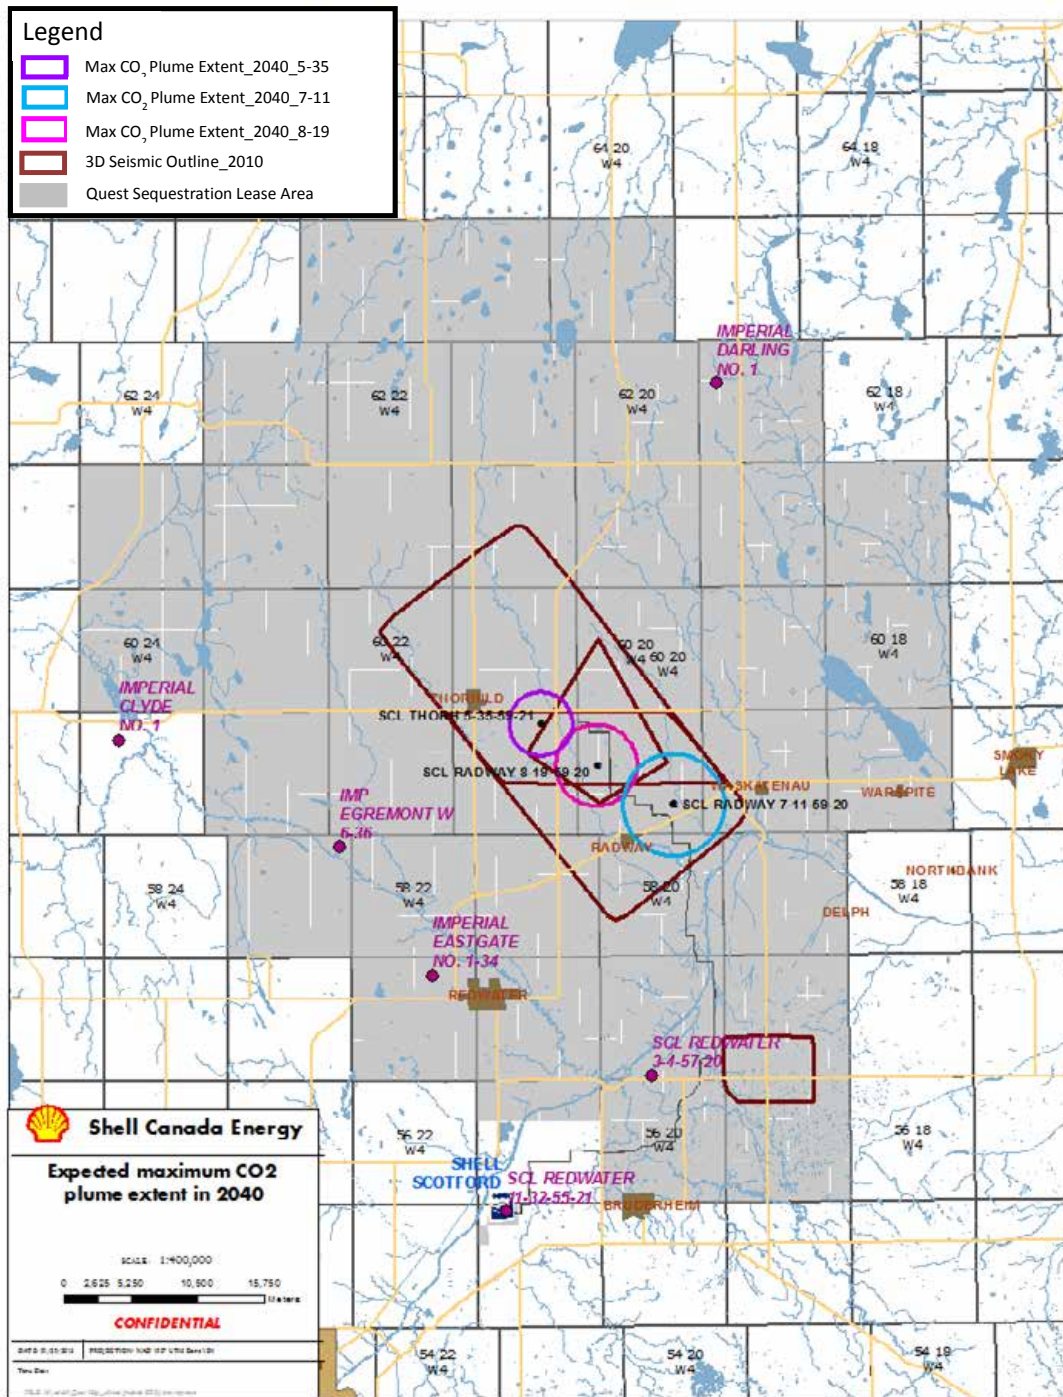 Legend
Max CO2 Plume Extent_2040_5-35
Max CO2 Plume Extent_2040_7-11
Max CO2 Plume Extent_2040_8-19
3D Seismic Outline_2010
Quest Sequestration Lease Area
64 20
W4
64 18
W4
IMPERIAL
DARLING
NO. 1
62 24
W4
62 22
W4
62 20
W4
62 18
W4
60 24
W4
60 22
W4
60 20
W4
60 20
W4
60 18
W4
IMPERIAL
CLYDE
NO. 1
THORHILD
SCL THORH 5-35-59-21
SCL RADWAY 8 19 59 20
SCL RADWAY 7 11 59 20
WASKATENAU
WARSPITE
SMOKY
LAKE
IMP
EGREMONT W
6-36
RADWAY
58 24
W4
58 22
W4
58 20
W4
58 18
W4
NORTHBANK
DELPH
IMPERIAL
EASTGATE
NO. 1-34
REDWATER
SCL REDWATER
3-4-57-20
56 22
W4
56 20
W4
56 18
W4
SHELL
SCOTFORD
SCL REDWATER
11-32-55-21
BRUDERHEIM
54 22
W4
54 20
W4
54 18
W4
Shell Canada Energy
Expected maximum CO2
plume extent in 2040
SCALE: 1:400,000
0 2,625 5,250 10,500 15,750
Meters
CONFIDENTIAL